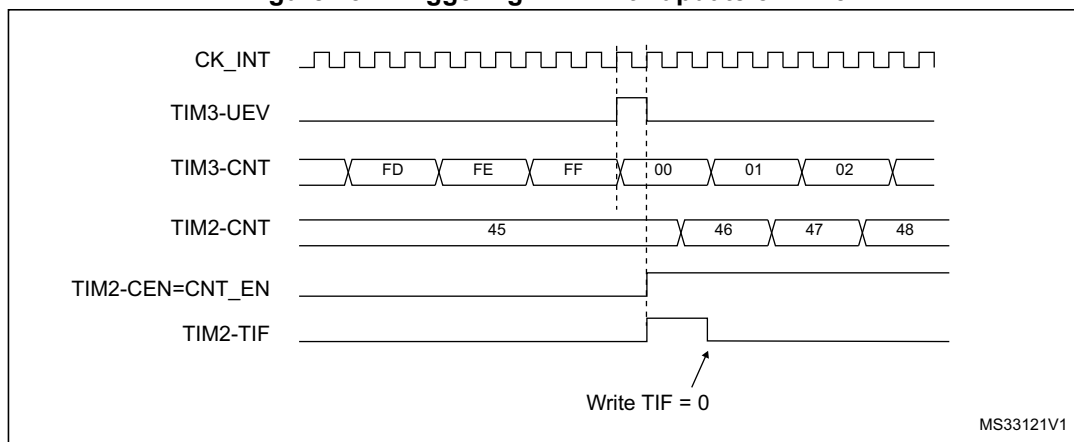 CK_INT
TIM3-UEV
TIM3-CNT FD FE FF 00 01 02
TIM2-CNT 45 46 47 48
TIM2-CEN=CNT_EN
TIM2-TIF
Write TIF = 0
MS33121V1